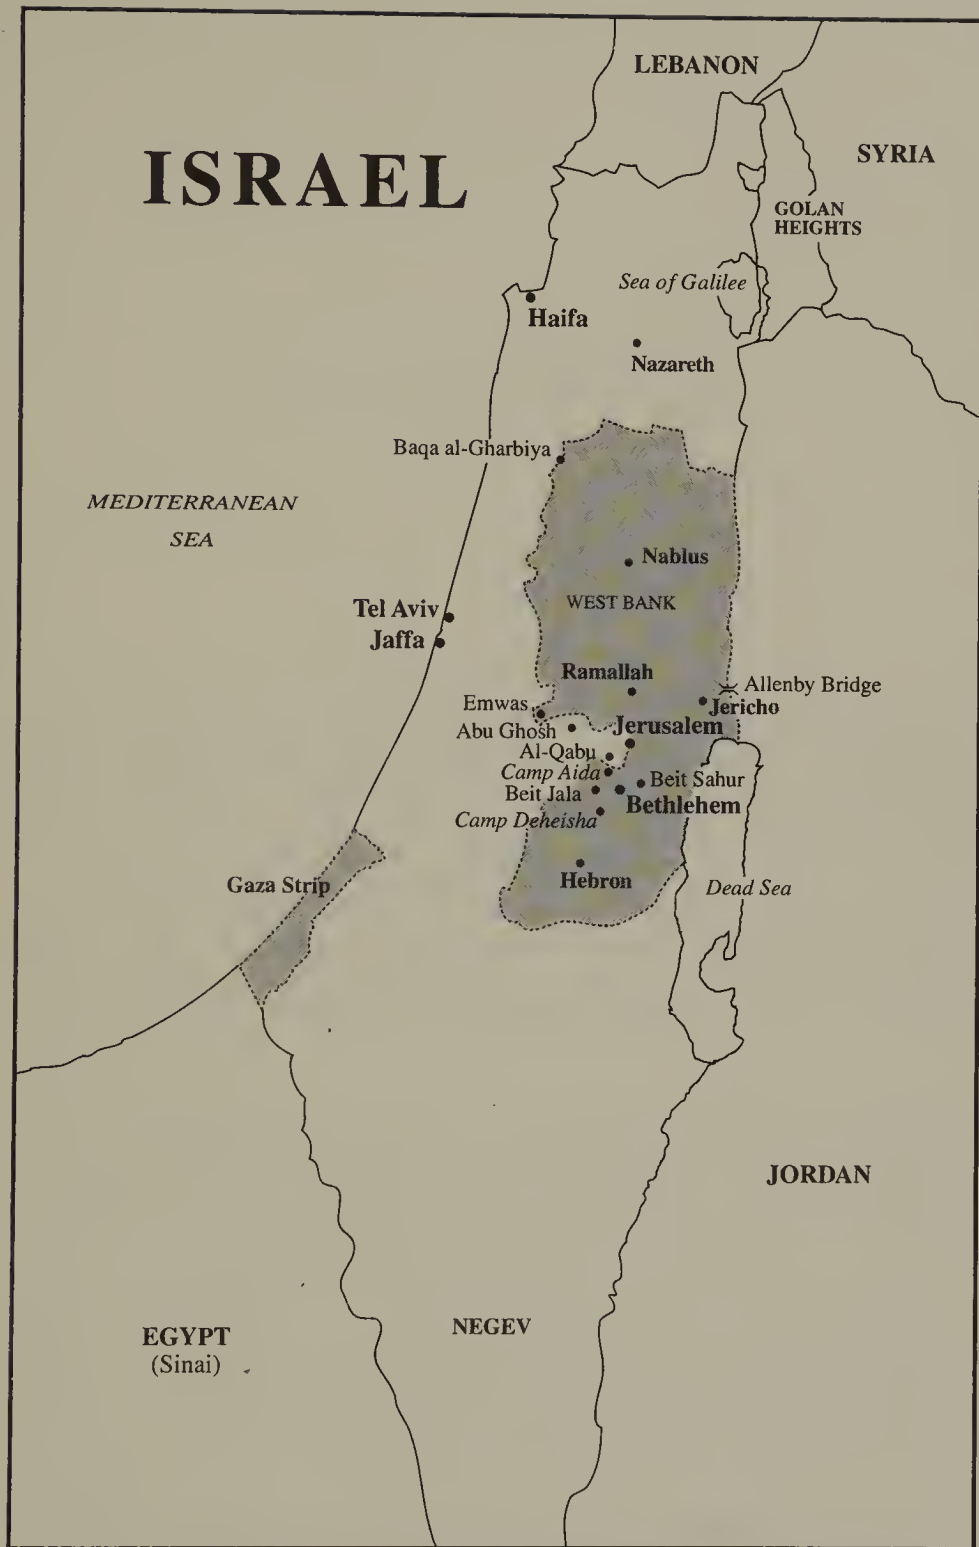 LEBANON
ISRAEL
SYRIA
GOLAN
HEIGHTS
Sea of Galilee
Haifa
Nazareth
Baqa al-Gharbiya
MEDITERRANEAN
SEA
Nablus
WEST BANK
Tel Aviv
Jaffa
Ramallah
Allenby Bridge
Emwas
Jericho
Abu Ghosh
Jerusalem
Al-Qabu
Camp Aida
Beit Sahur
Beit Jala
Bethlehem
Camp Deheisha
Gaza Strip
Hebron
Dead Sea
JORDAN
NEGEV
EGYPT
(Sinai)